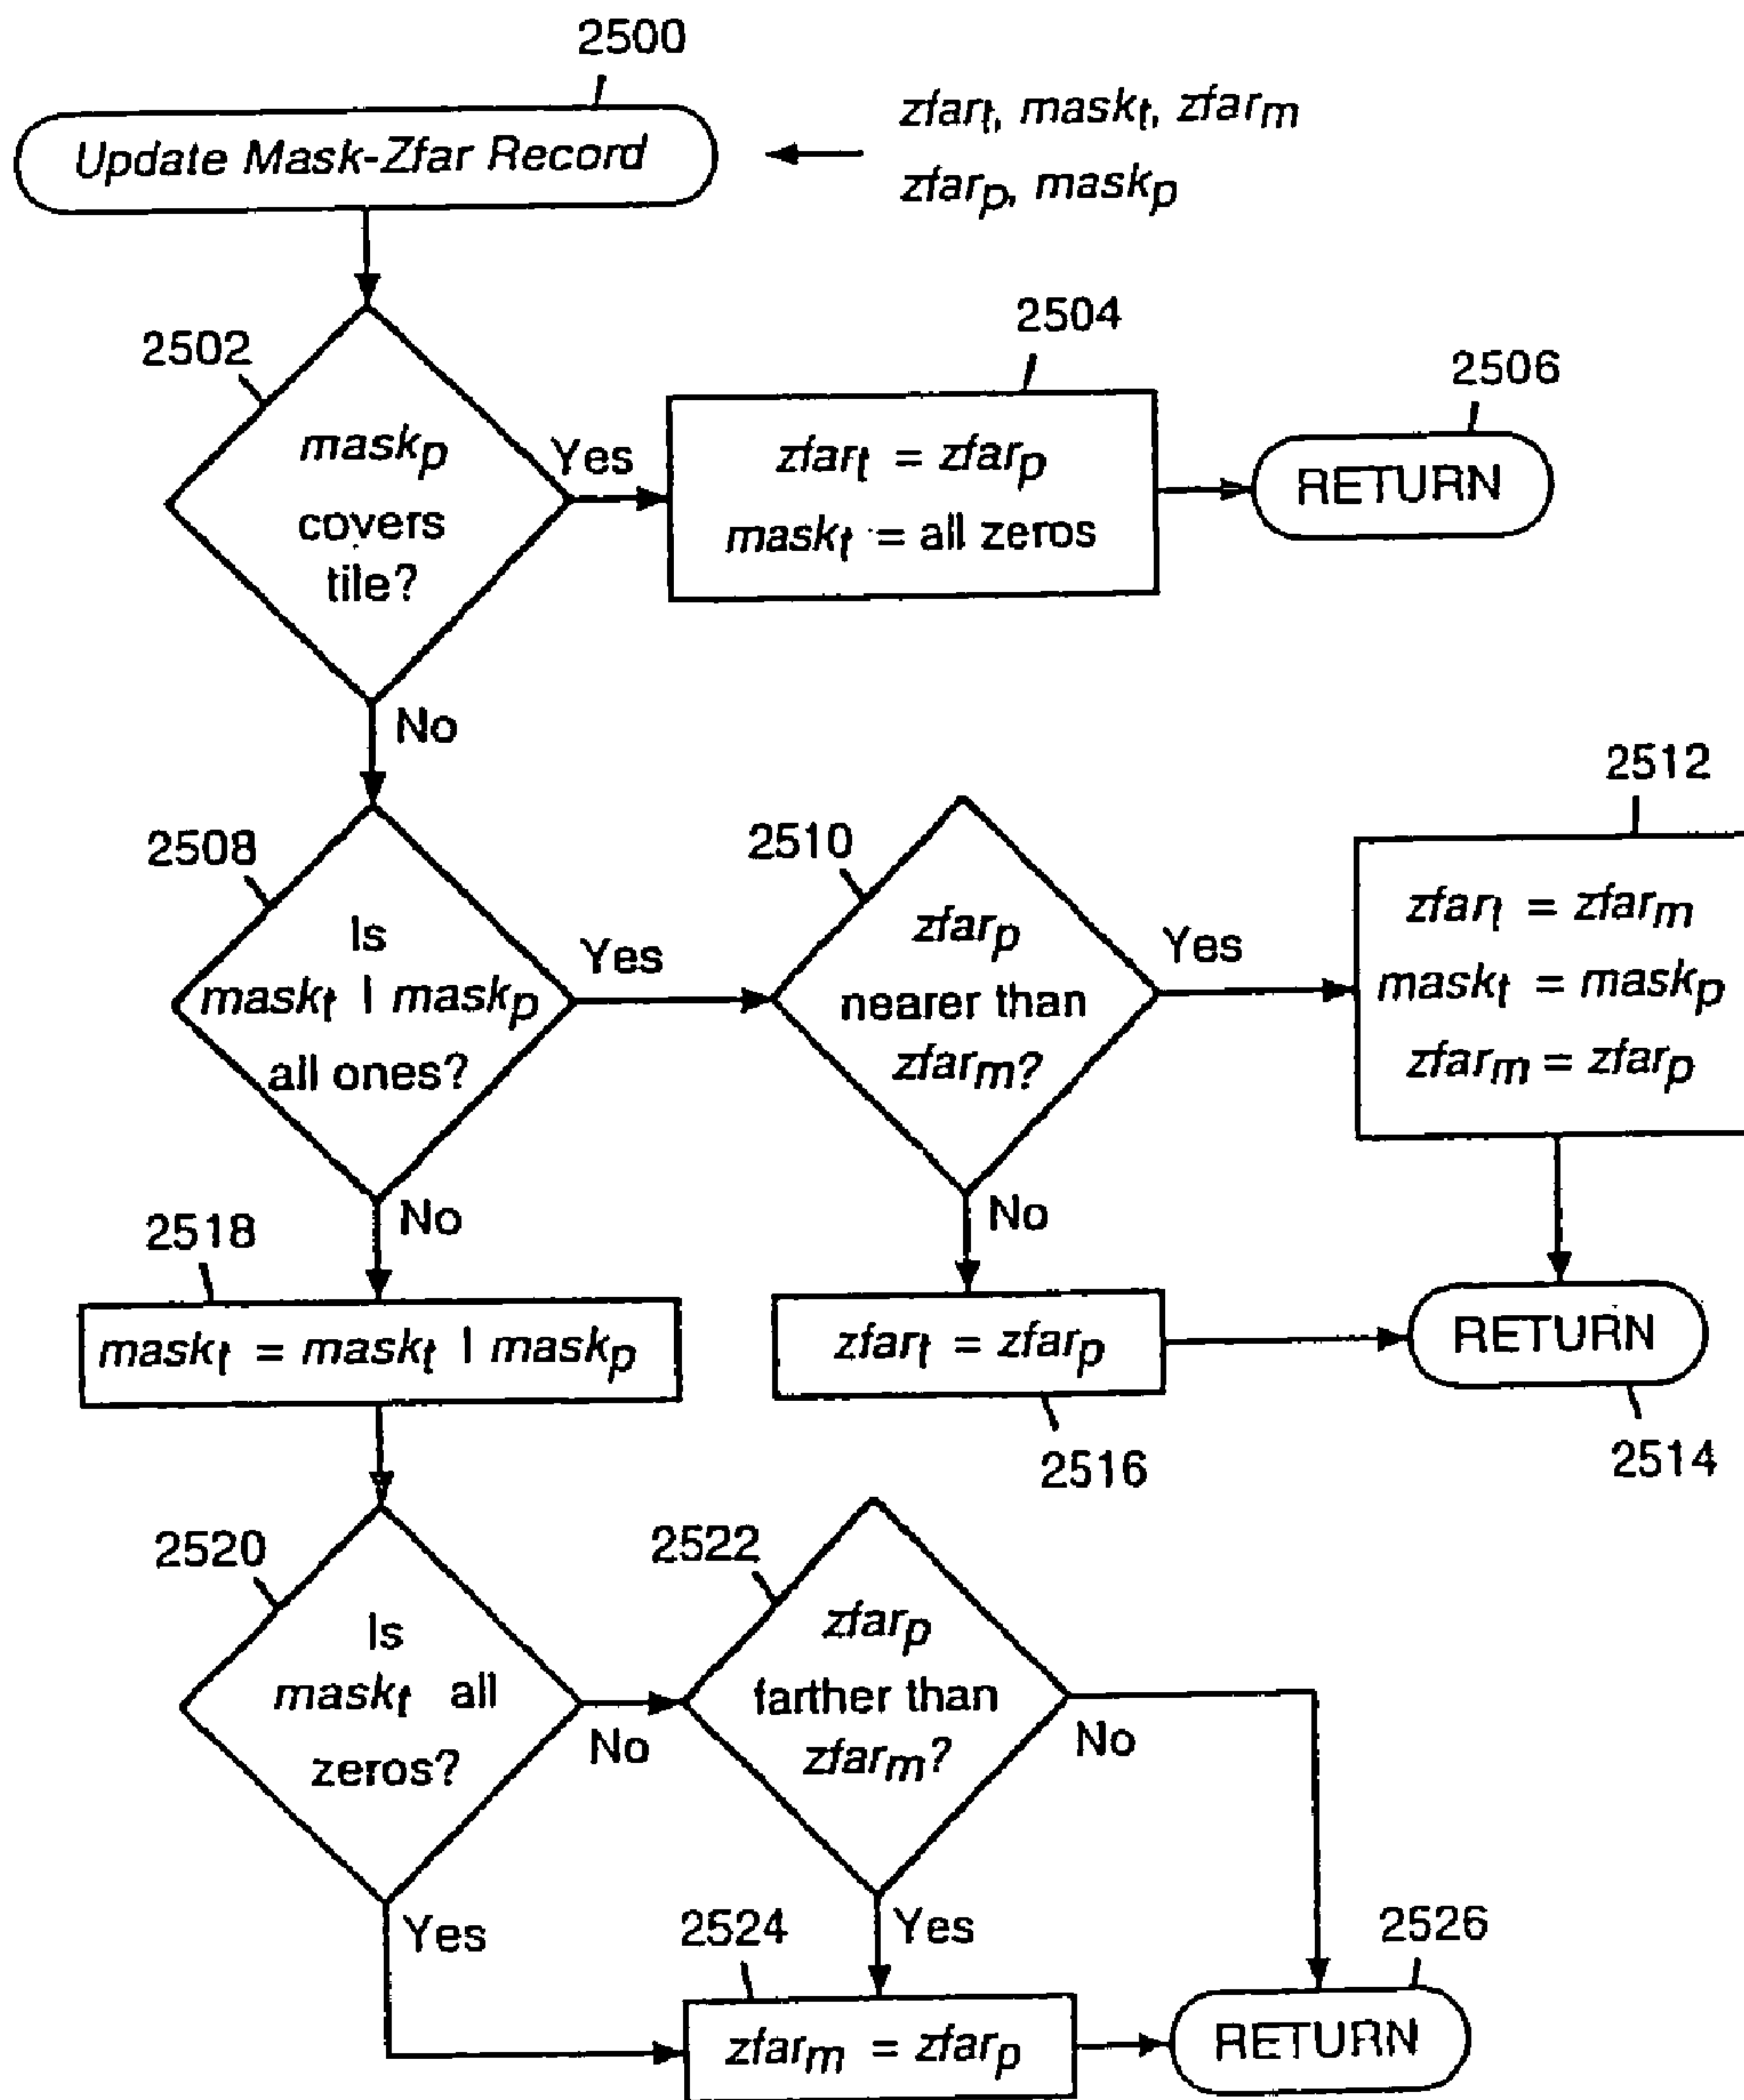 2500
Update Mask-Zfar Record
zfart, maskt, zfarm
zfarp, maskp
2502
maskp
covers
tile?
Yes
2504
zfart = zfarp
maskt = all zeros
2506
RETURN
No
2508
Is
maskt | maskp
all ones?
Yes
2510
zfarp
nearer than
zfarm?
Yes
2512
zfart = zfarm
maskt = maskp
zfarm = zfarp
No
No
2518
maskt = maskt | maskp
zfart = zfarp
2516
RETURN
2514
2520
Is
maskt all
zeros?
No
2522
zfarp
farther than
zfarm?
No
Yes
Yes
2524
zfarm = zfarp
2526
RETURN